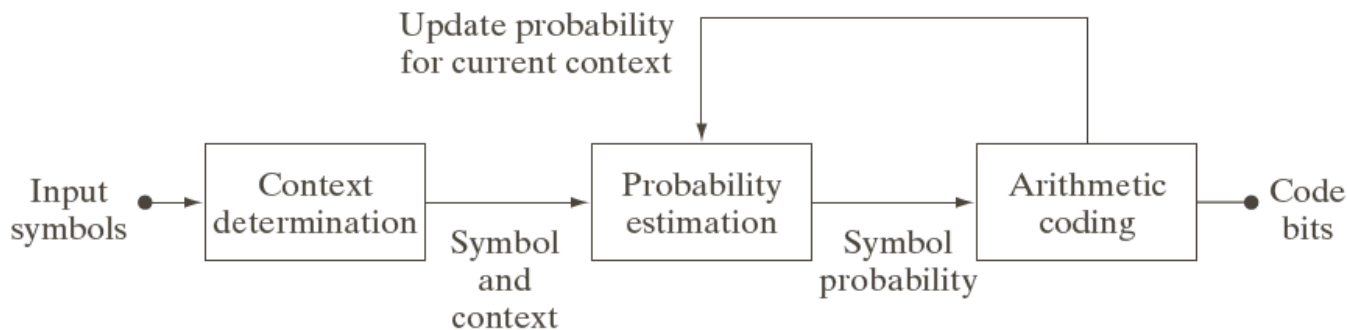 Update probability
for current context
Input
symbols
Context
determination
Symbol
and
context
Probability
estimation
Symbol
probability
Arithmetic
coding
Code
bits